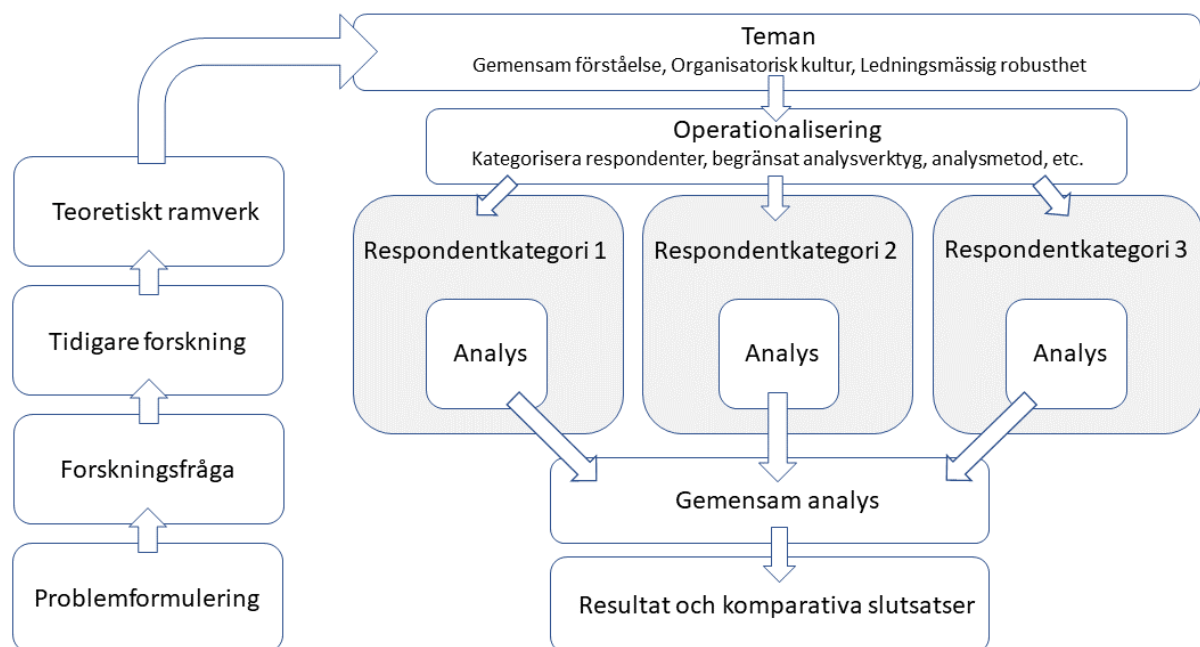 Teman
Gemensam förståelse, Organisatorisk kultur, Ledningsmässig robusthet
Operationalisering
Kategorisera respondenter, begränsat analysverktyg, analysmetod, etc.
Teoretiskt ramverk
Tidigare forskning
Forskningsfråga
Problemformulering
Respondentkategori 1
Respondentkategori 2
Respondentkategori 3
Analys
Analys
Analys
Gemensam analys
Resultat och komparativa slutsatser